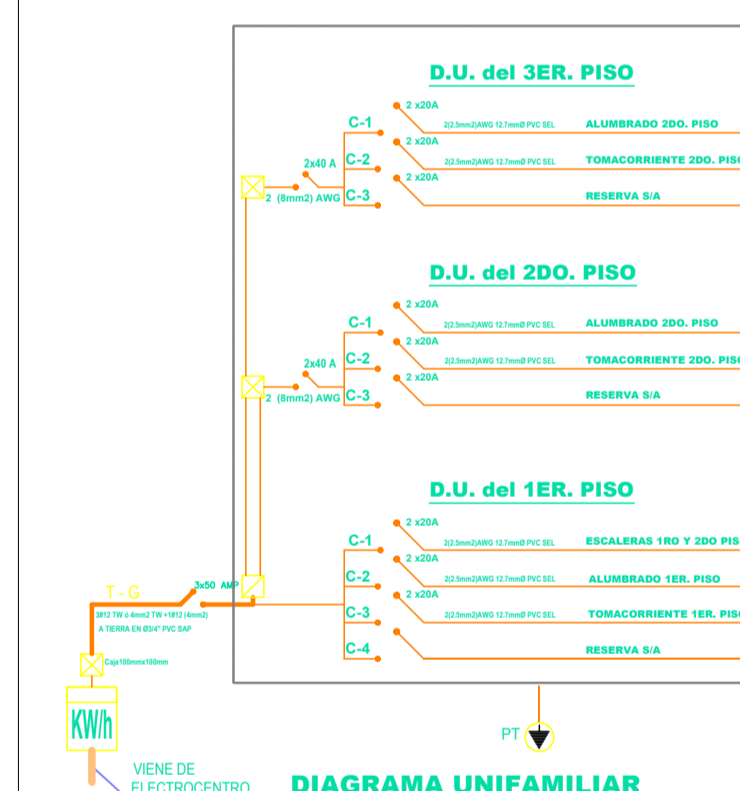 D.U. del 3ER. PISO
2 x20A
C-1
2(2.5mm2)AWG 12.7mmØ PVC SEL
ALUMBRADO 2DO. PISO
2 x20A
2x40 A
C-2
2(2.5mm2)AWG 12.7mmØ PVC SEL
TOMACORRIENTE 2DO. PISO
2 x20A
2 (8mm2) AWG
C-3
RESERVA S/A
D.U. del 2DO. PISO
2 x20A
C-1
2(2.5mm2)AWG 12.7mmØ PVC SEL
ALUMBRADO 2DO. PISO
2 x20A
2x40 A
C-2
2(2.5mm2)AWG 12.7mmØ PVC SEL
TOMACORRIENTE 2DO. PISO
2 x20A
2 (8mm2) AWG
C-3
RESERVA S/A
D.U. del 1ER. PISO
2 x20A
C-1
2(2.5mm2)AWG 12.7mmØ PVC SEL
ESCALERAS 1RO Y 2DO PIS
2 x20A
C-2
2(2.5mm2)AWG 12.7mmØ PVC SEL
ALUMBRADO 1ER. PISO
2 x20A
C-3
2(2.5mm2)AWG 12.7mmØ PVC SEL
TOMACORRIENTE 1ER. PISO
C-4
RESERVA S/A
T - G
3x50 AMP
3#12 TW ó 4mm2 TW +1#12 (4mm2)
A TIERRA EN Ø3/4" PVC SAP
Caja100mmx100mm
KW/h
PT
VIENE DE
ELECTROCENTRO
DIAGRAMA UNIFAMILIAR